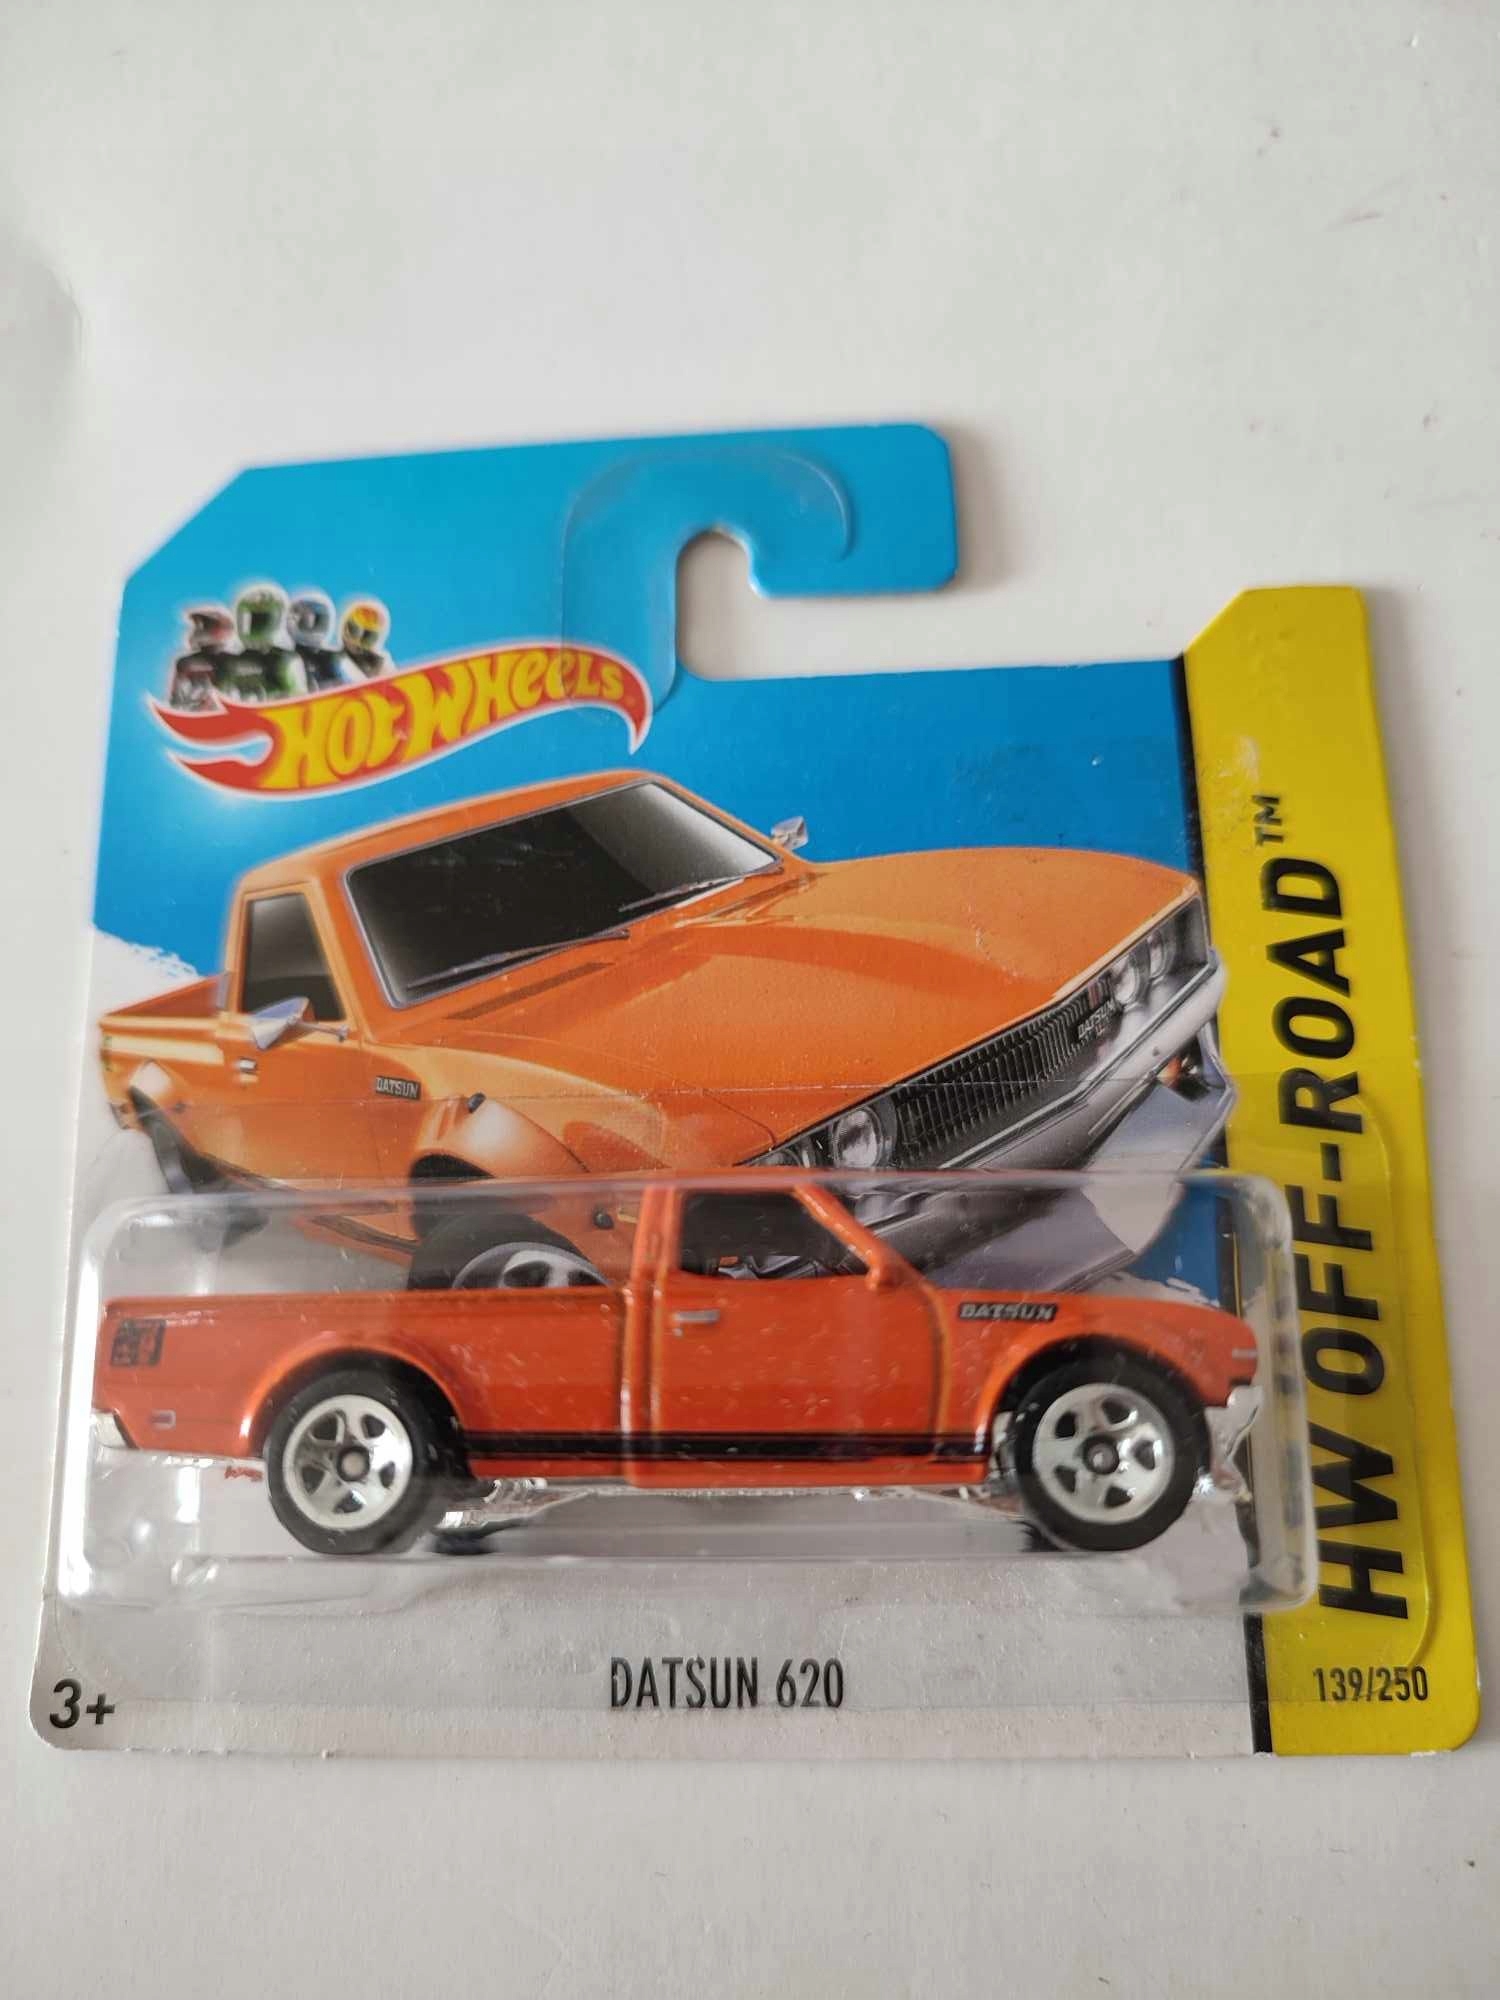 HOT WHEELS
DATSUN
DATSUN
DATSUN
HW OFF-ROAD™
DATSUN 620
3+
139/250